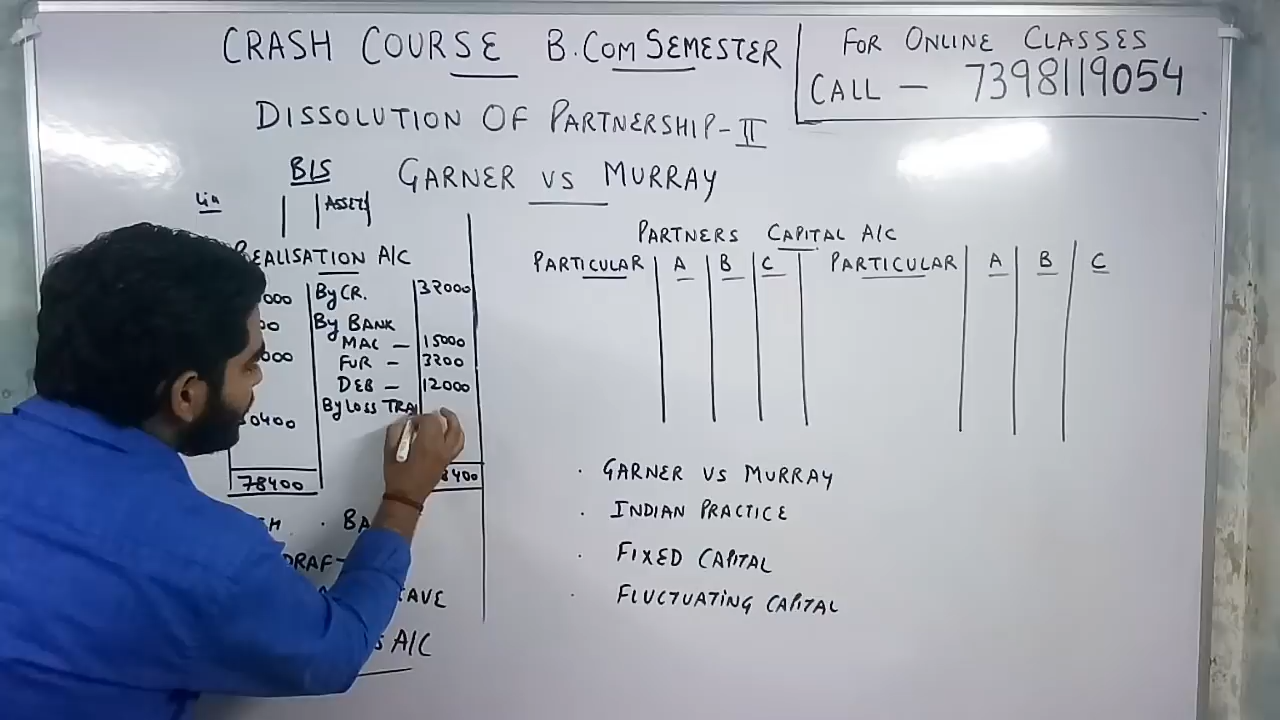 CRASH COURSE B.COM SEMESTER
FOR ONLINE CLASSES
CALL — 7398119054
DISSOLUTION OF PARTNERSHIP-II
B/S
GARNER VS MURRAY
ASSET
REALISATION A/C
By CR. 32000
By BANK
MAC — 15000
FUR — 3200
DEB — 12000
By LOSS TRA
78400
PARTNERS CAPITAL A/C
PARTICULAR A B C PARTICULAR A B C
· GARNER VS MURRAY
· INDIAN PRACTICE
· FIXED CAPITAL
· FLUCTUATING CAPITAL
A/C